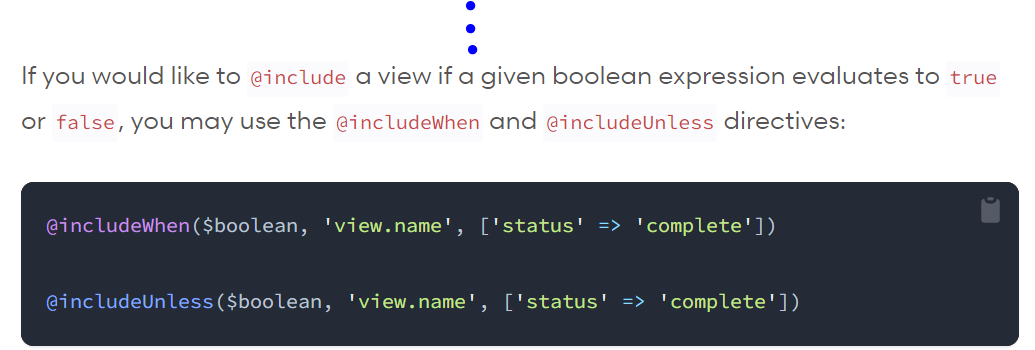 If you would like to @include a view if a given boolean expression evaluates to true
or false, you may use the @includeWhen and @includeUnless directives:
@includeWhen($boolean, 'view.name', ['status' => 'complete'])
@includeUnless($boolean, 'view.name', ['status' => 'complete'])